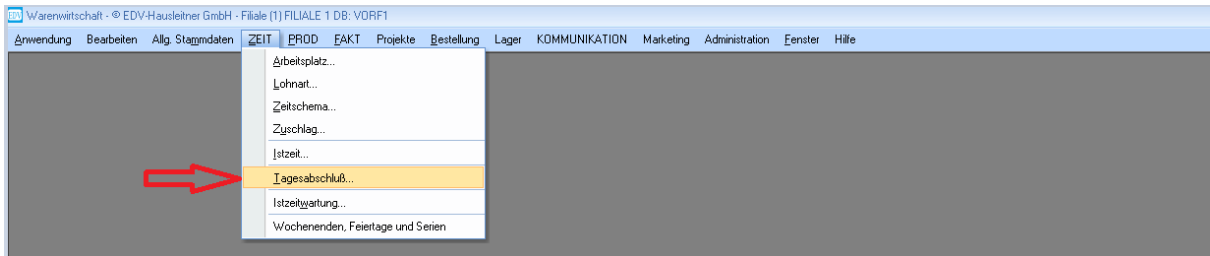 EDV Warenwirtschaft - © EDV-Hausleitner GmbH - Filiale (1) FILIALE 1 DB: VORF1
Anwendung Bearbeiten Allg. Stammdaten ZEIT PROD FAKT Projekte Bestellung Lager KOMMUNIKATION Marketing Administration Fenster Hilfe
Arbeitsplatz...
Lohnart...
Zeitschema...
Zuschlag...
Istzeit...
Tagesabschluß...
Istzeitwartung...
Wochenenden, Feiertage und Serien